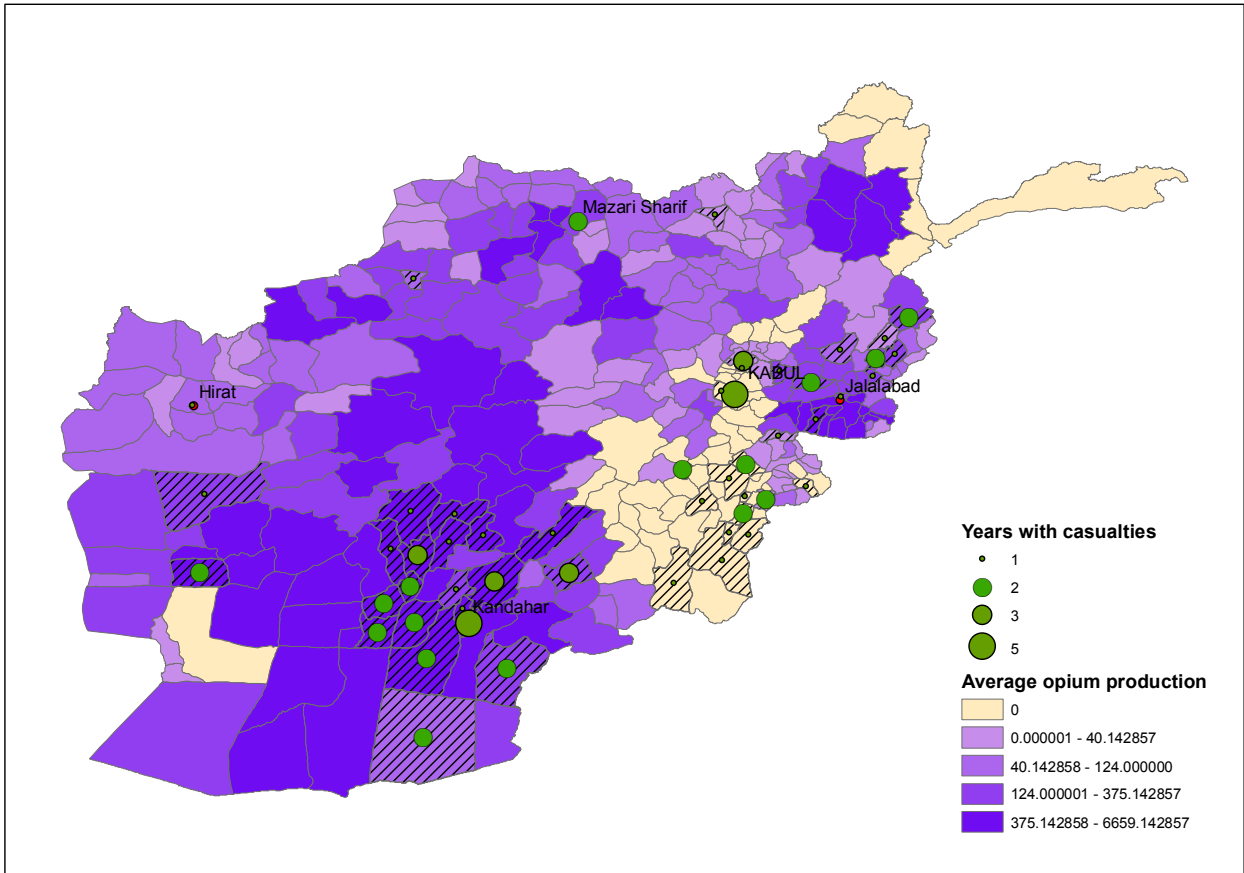 Mazari Sharif
KABUL
Jalalabad
Hirat
Kandahar
Years with casualties
1
2
3
5
Average opium production
0
0.000001 - 40.142857
40.142858 - 124.000000
124.000001 - 375.142857
375.142858 - 6659.142857